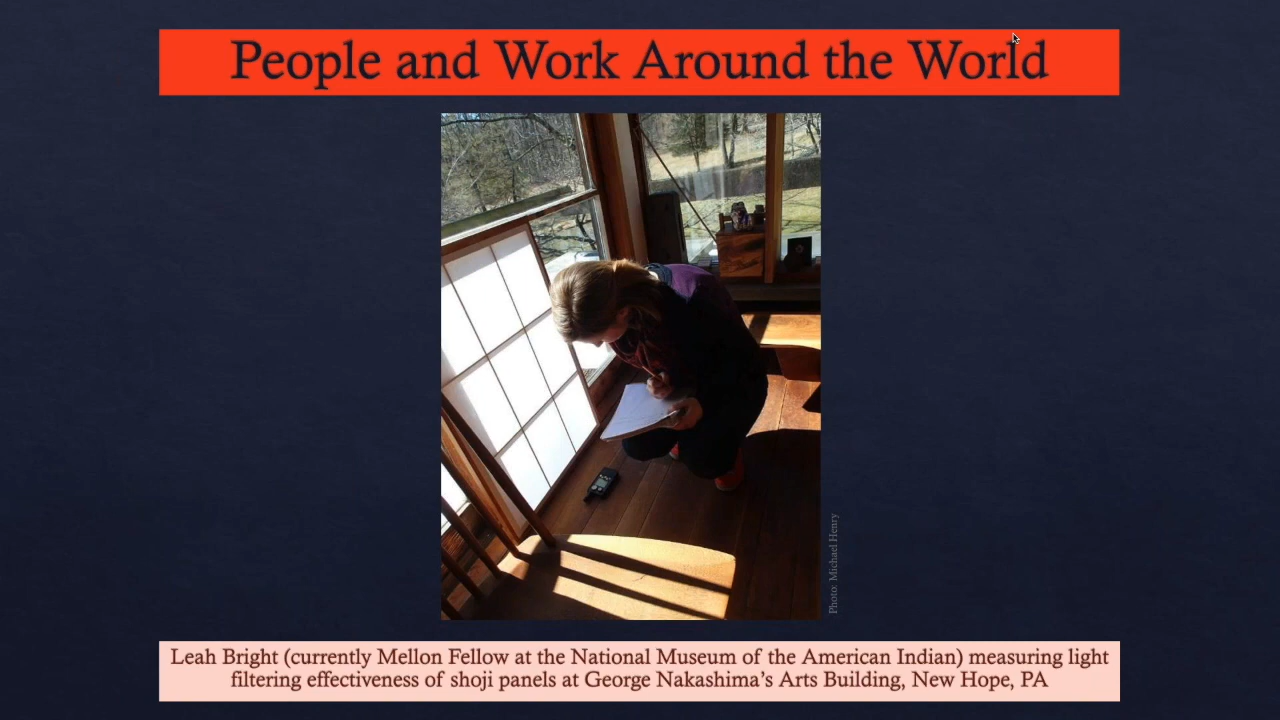 People and Work Around the World
Photo: Michael Henry
Leah Bright (currently Mellon Fellow at the National Museum of the American Indian) measuring light
filtering effectiveness of shoji panels at George Nakashima’s Arts Building, New Hope, PA